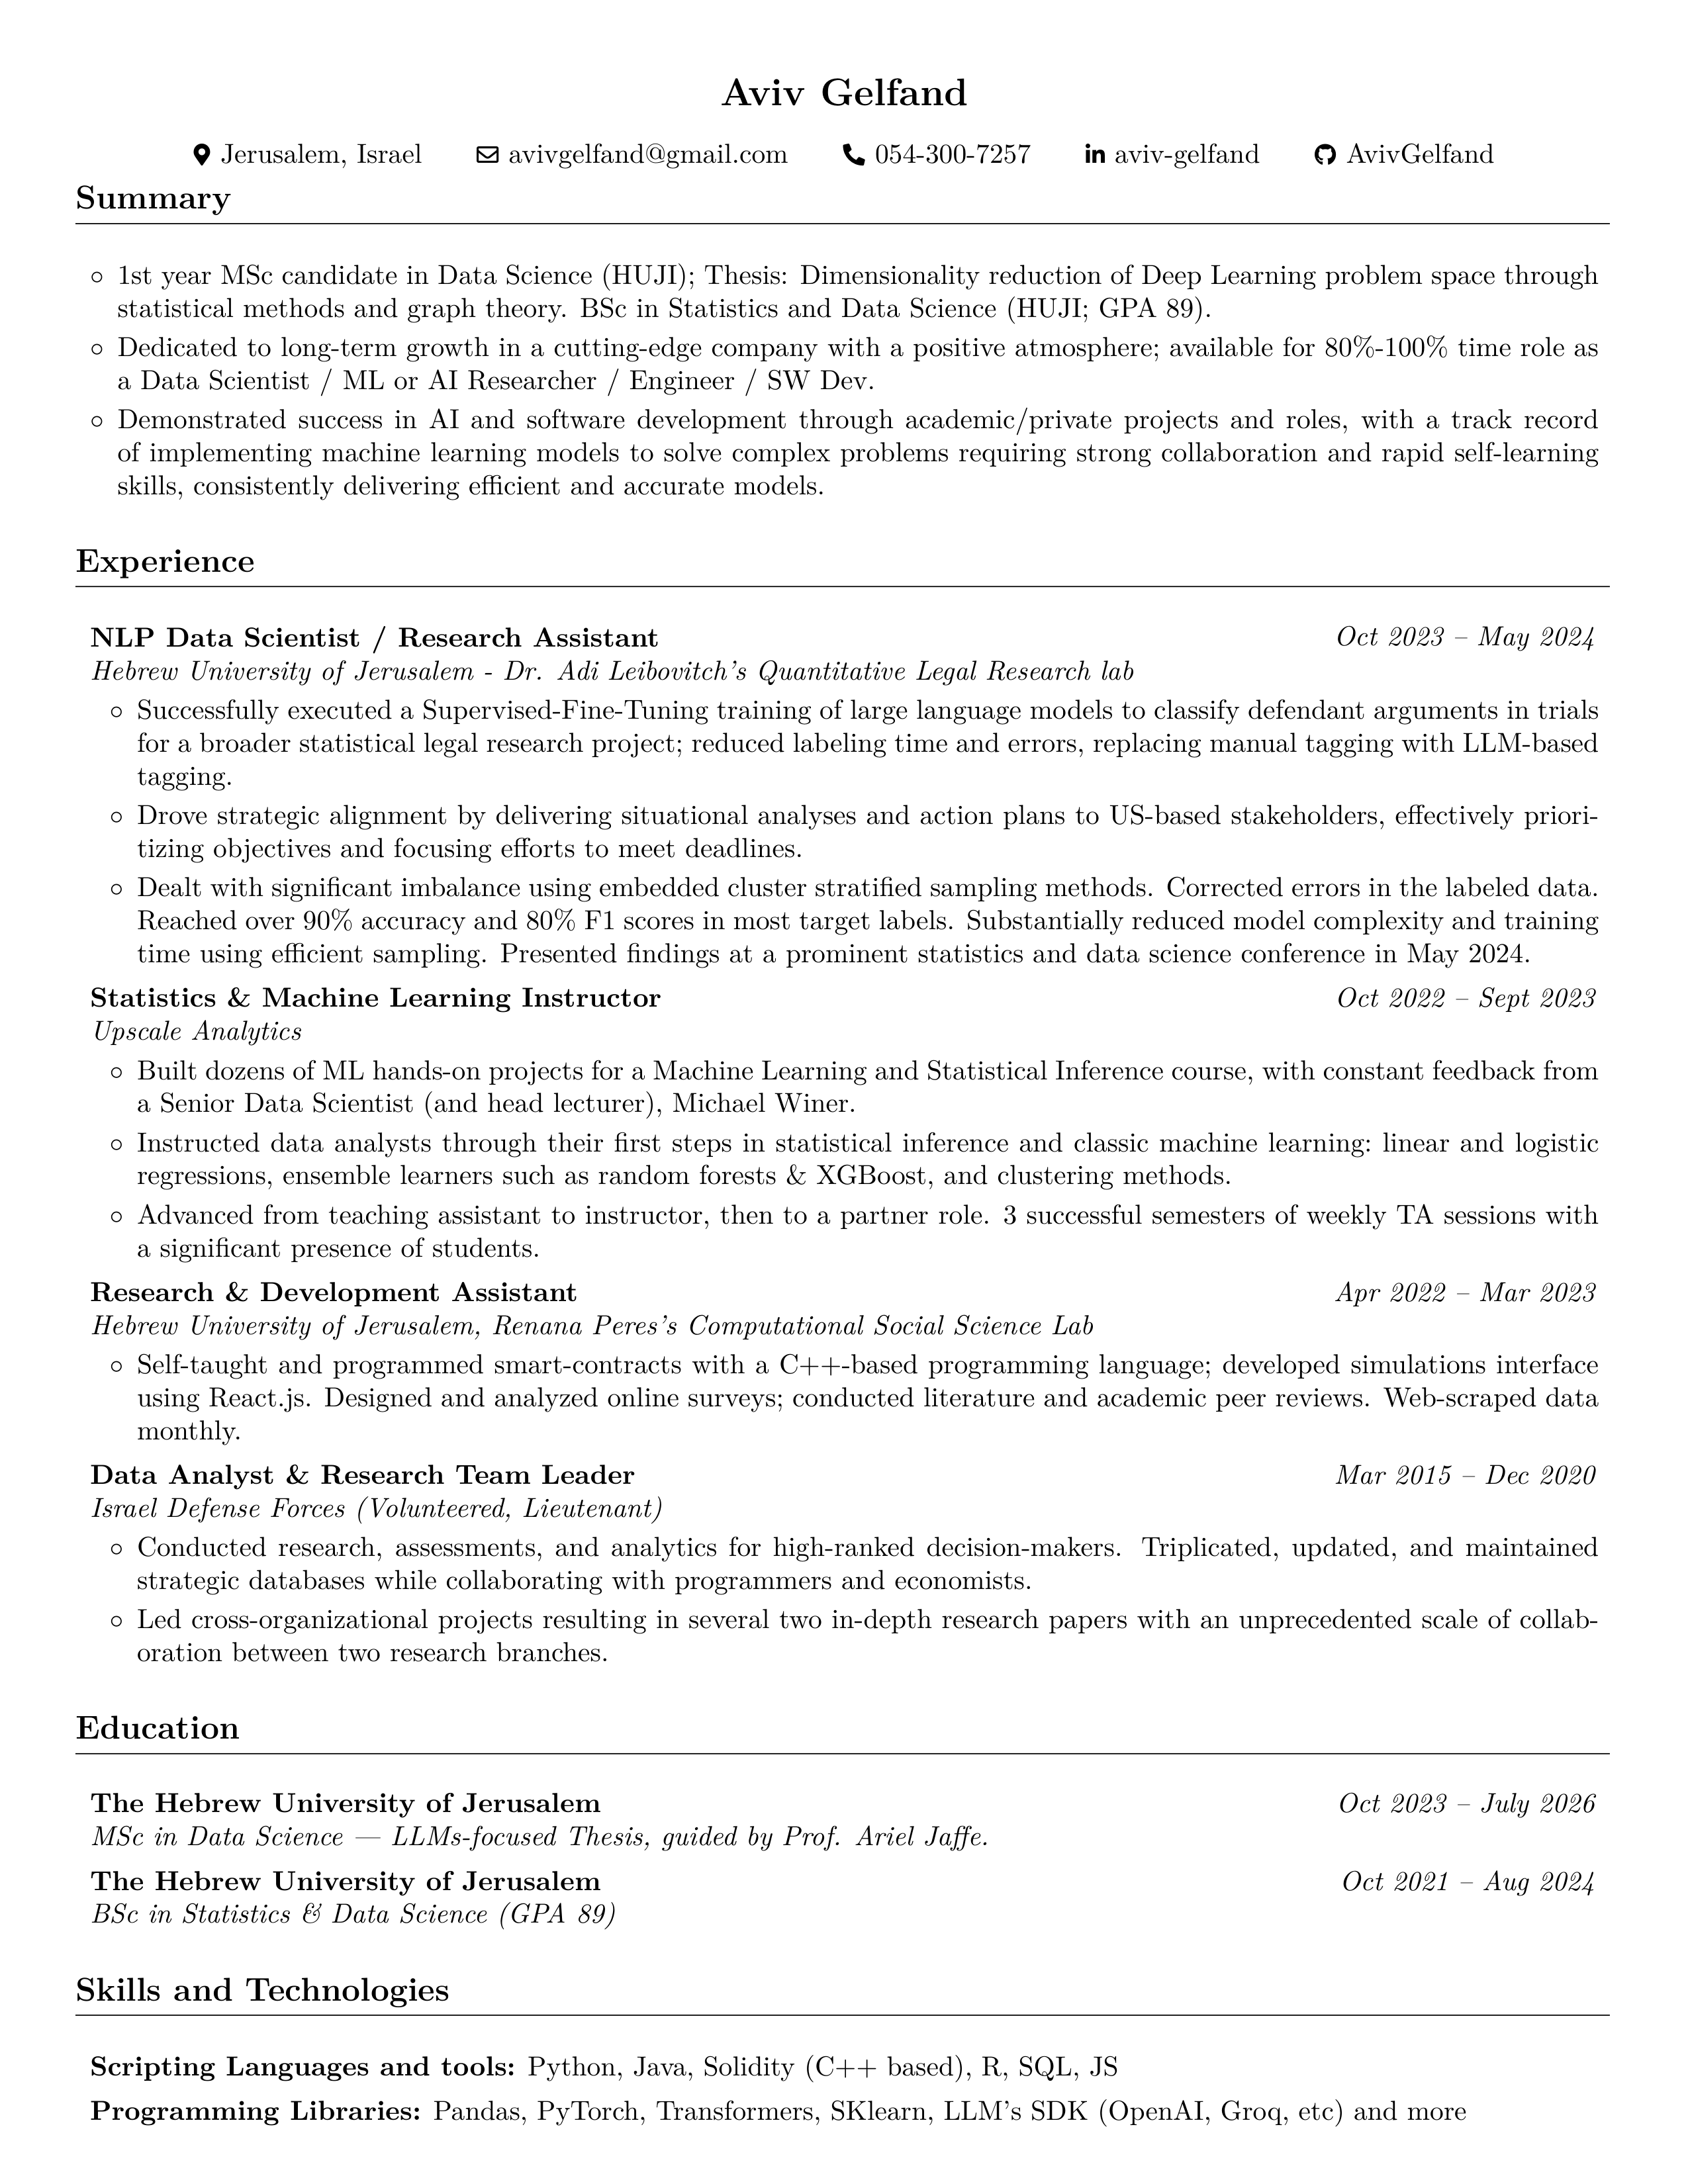 Aviv Gelfand
Jerusalem, Israel avivgelfand@gmail.com 054-300-7257 aviv-gelfand AvivGelfand
Summary
◦ 1st year MSc candidate in Data Science (HUJI); Thesis: Dimensionality reduction of Deep Learning problem space through
statistical methods and graph theory. BSc in Statistics and Data Science (HUJI; GPA 89).
◦ Dedicated to long-term growth in a cutting-edge company with a positive atmosphere; available for 80%-100% time role as
a Data Scientist / ML or AI Researcher / Engineer / SW Dev.
◦ Demonstrated success in AI and software development through academic/private projects and roles, with a track record
of implementing machine learning models to solve complex problems requiring strong collaboration and rapid self-learning
skills, consistently delivering efficient and accurate models.
Experience
NLP Data Scientist / Research Assistant Oct 2023 – May 2024
Hebrew University of Jerusalem - Dr. Adi Leibovitch's Quantitative Legal Research lab
◦ Successfully executed a Supervised-Fine-Tuning training of large language models to classify defendant arguments in trials
for a broader statistical legal research project; reduced labeling time and errors, replacing manual tagging with LLM-based
tagging.
◦ Drove strategic alignment by delivering situational analyses and action plans to US-based stakeholders, effectively priori-
tizing objectives and focusing efforts to meet deadlines.
◦ Dealt with significant imbalance using embedded cluster stratified sampling methods. Corrected errors in the labeled data.
Reached over 90% accuracy and 80% F1 scores in most target labels. Substantially reduced model complexity and training
time using efficient sampling. Presented findings at a prominent statistics and data science conference in May 2024.
Statistics & Machine Learning Instructor Oct 2022 – Sept 2023
Upscale Analytics
◦ Built dozens of ML hands-on projects for a Machine Learning and Statistical Inference course, with constant feedback from
a Senior Data Scientist (and head lecturer), Michael Winer.
◦ Instructed data analysts through their first steps in statistical inference and classic machine learning: linear and logistic
regressions, ensemble learners such as random forests & XGBoost, and clustering methods.
◦ Advanced from teaching assistant to instructor, then to a partner role. 3 successful semesters of weekly TA sessions with
a significant presence of students.
Research & Development Assistant Apr 2022 – Mar 2023
Hebrew University of Jerusalem, Renana Peres's Computational Social Science Lab
◦ Self-taught and programmed smart-contracts with a C++-based programming language; developed simulations interface
using React.js. Designed and analyzed online surveys; conducted literature and academic peer reviews. Web-scraped data
monthly.
Data Analyst & Research Team Leader Mar 2015 – Dec 2020
Israel Defense Forces (Volunteered, Lieutenant)
◦ Conducted research, assessments, and analytics for high-ranked decision-makers. Triplicated, updated, and maintained
strategic databases while collaborating with programmers and economists.
◦ Led cross-organizational projects resulting in several two in-depth research papers with an unprecedented scale of collab-
oration between two research branches.
Education
The Hebrew University of Jerusalem Oct 2023 – July 2026
MSc in Data Science — LLMs-focused Thesis, guided by Prof. Ariel Jaffe.
The Hebrew University of Jerusalem Oct 2021 – Aug 2024
BSc in Statistics & Data Science (GPA 89)
Skills and Technologies
Scripting Languages and tools: Python, Java, Solidity (C++ based), R, SQL, JS
Programming Libraries: Pandas, PyTorch, Transformers, SKlearn, LLM's SDK (OpenAI, Groq, etc) and more